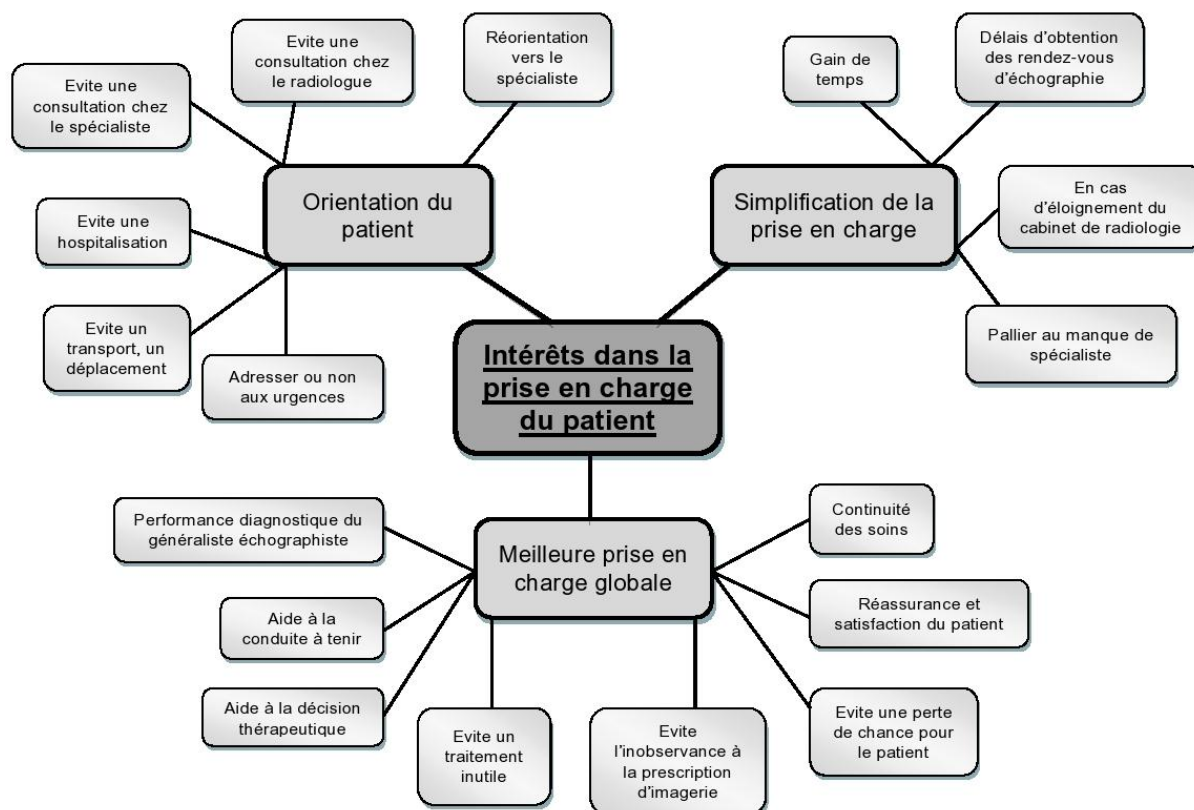 Evite une
consultation chez
le radiologue
Réorientation
vers le
spécialiste
Evite une
consultation chez
le spécialiste
Orientation du
patient
Evite une
hospitalisation
Evite un
transport, un
déplacement
Adresser ou non
aux urgences
Gain de
temps
Délais d’obtention
des rendez-vous
d’échographie
Simplification de la
prise en charge
En cas
d’éloignement du
cabinet de radiologie
Pallier au manque de
spécialiste
Intérêts dans la
prise en charge
du patient
Performance diagnostique du
généraliste échographiste
Meilleure prise en
charge globale
Continuité
des soins
Aide à la
conduite à tenir
Réassurance et
satisfaction du patient
Aide à la décision
thérapeutique
Evite un
traitement
inutile
Evite
l’inobservance à
la prescription
d’imagerie
Evite une perte
de chance pour
le patient